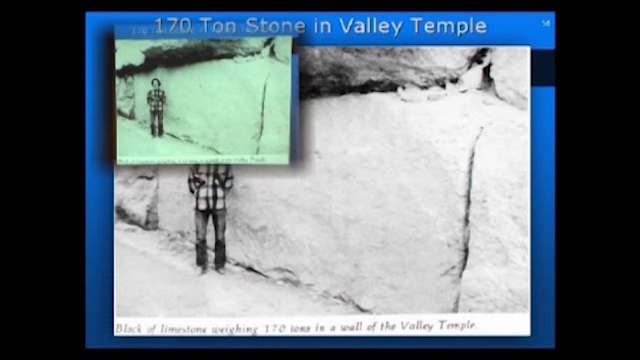 170 Ton Stone in Valley Temple
58
Block of limestone weighing 170 tons in a wall of the Valley Temple.